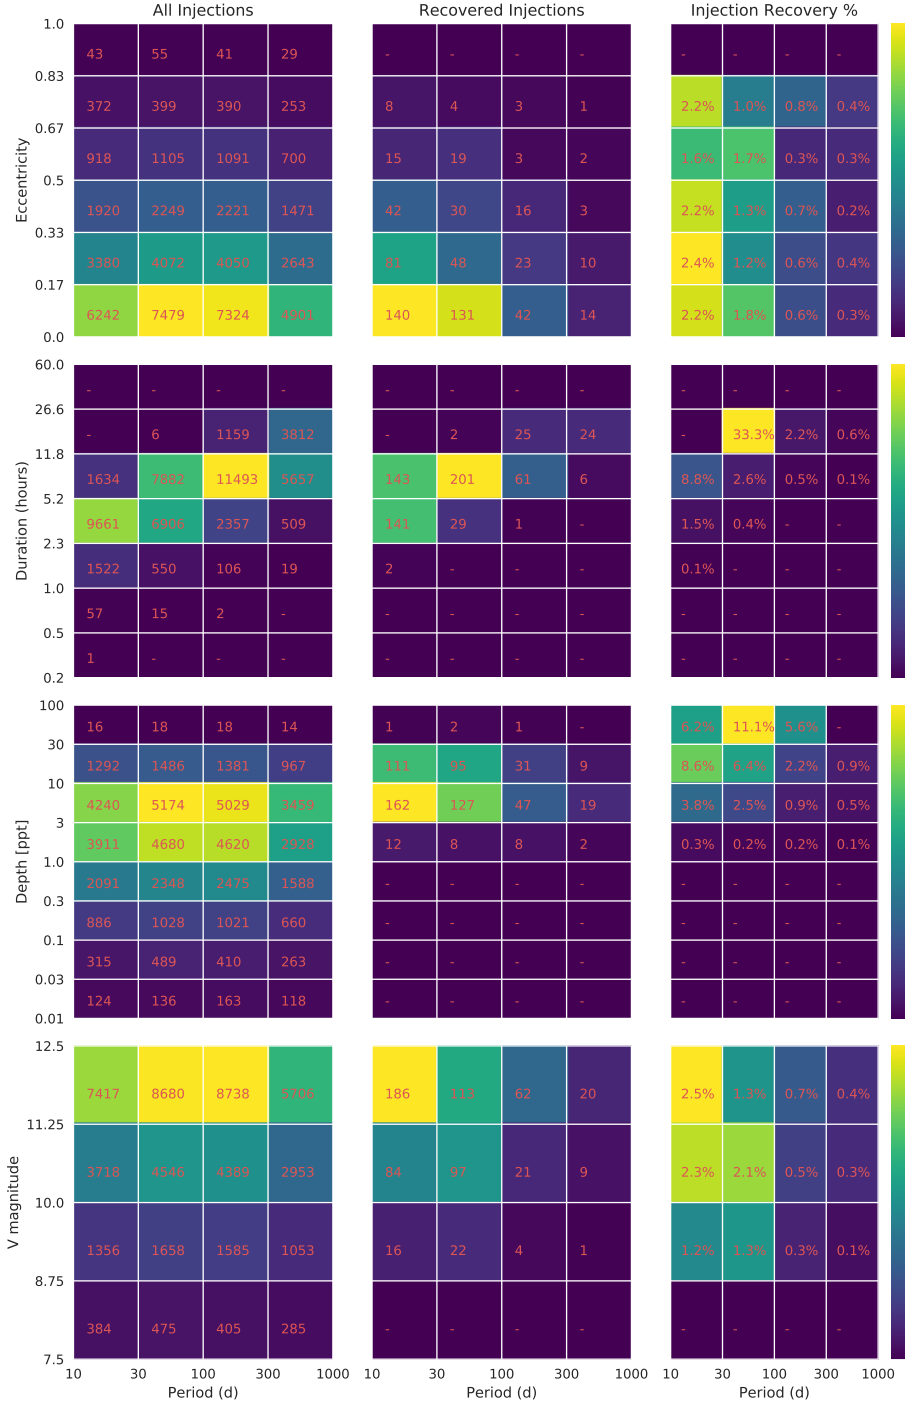 All Injections Recovered Injections Injection Recovery %
1.0
43 55 41 29 - - - - - - - -
0.83
372 399 390 253 8 4 3 1 2.2% 1.0% 0.8% 0.4%
0.67
918 1105 1091 700 15 19 3 2 1.6% 1.7% 0.3% 0.3%
0.5
Eccentricity
1920 2249 2221 1471 42 30 16 3 2.2% 1.3% 0.7% 0.2%
0.33
3380 4072 4050 2643 81 48 23 10 2.4% 1.2% 0.6% 0.4%
0.17
6242 7479 7324 4901 140 131 42 14 2.2% 1.8% 0.6% 0.3%
0.0
60.0
- - - - - - - - - - - -
26.6
- 6 1159 3812 - 2 25 24 - 33.3% 2.2% 0.6%
11.8
1634 7882 11493 5657 143 201 61 6 8.8% 2.6% 0.5% 0.1%
5.2
Duration (hours)
9661 6906 2357 509 141 29 1 - 1.5% 0.4% - -
2.3
1522 550 106 19 2 - - - 0.1% - - -
1.0
57 15 2 - - - - - - - - -
0.5
1 - - - - - - - - - - -
0.2
100
16 18 18 14 1 2 1 - 6.2% 11.1% 5.6% -
30
1292 1486 1381 967 111 95 31 9 8.6% 6.4% 2.2% 0.9%
10
4240 5174 5029 3459 162 127 47 19 3.8% 2.5% 0.9% 0.5%
3
3911 4680 4620 2928 12 8 8 2 0.3% 0.2% 0.2% 0.1%
1.0
Depth [ppt]
2091 2348 2475 1588 - - - - - - - -
0.3
886 1028 1021 660 - - - - - - - -
0.1
315 489 410 263 - - - - - - - -
0.03
124 136 163 118 - - - - - - - -
0.01
12.5
7417 8680 8738 5706 186 113 62 20 2.5% 1.3% 0.7% 0.4%
11.25
3718 4546 4389 2953 84 97 21 9 2.3% 2.1% 0.5% 0.3%
10.0
V magnitude
1356 1658 1585 1053 16 22 4 1 1.2% 1.3% 0.3% 0.1%
8.75
384 475 405 285 - - - - - - - -
7.5
10 30 100 300 1000 10 30 100 300 1000 10 30 100 300 1000
Period (d) Period (d) Period (d)